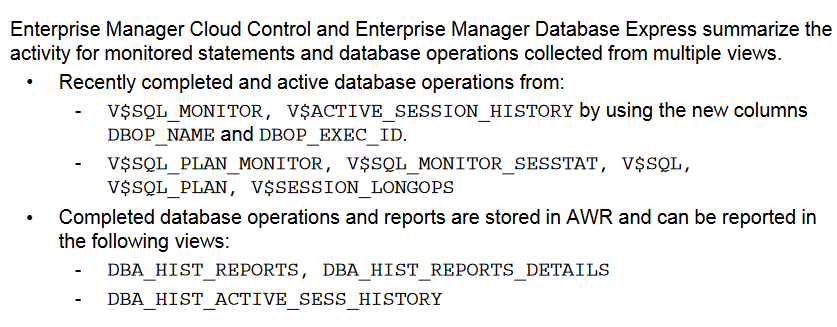 Enterprise Manager Cloud Control and Enterprise Manager Database Express summarize the
activity for monitored statements and database operations collected from multiple views.
• Recently completed and active database operations from:
- V$SQL_MONITOR, V$ACTIVE_SESSION_HISTORY by using the new columns
DBOP_NAME and DBOP_EXEC_ID.
- V$SQL_PLAN_MONITOR, V$SQL_MONITOR_SESSTAT, V$SQL,
V$SQL_PLAN, V$SESSION_LONGOPS
• Completed database operations and reports are stored in AWR and can be reported in
the following views:
- DBA_HIST_REPORTS, DBA_HIST_REPORTS_DETAILS
- DBA_HIST_ACTIVE_SESS_HISTORY